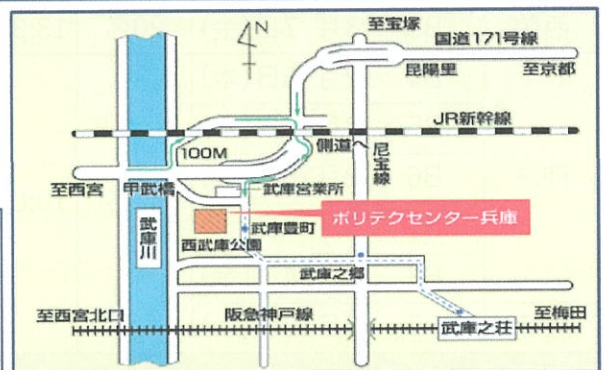 至宝塚
N
国道171号線
昆陽里
至京都
JR新幹線
100M
側道
尼宝線
至西宮
甲武橋
武庫営業所
ポリテクセンター兵庫
武庫川
西武庫公園
武庫豊町
武庫之郷
至西宮北口
阪急神戸線
至梅田
武庫之荘